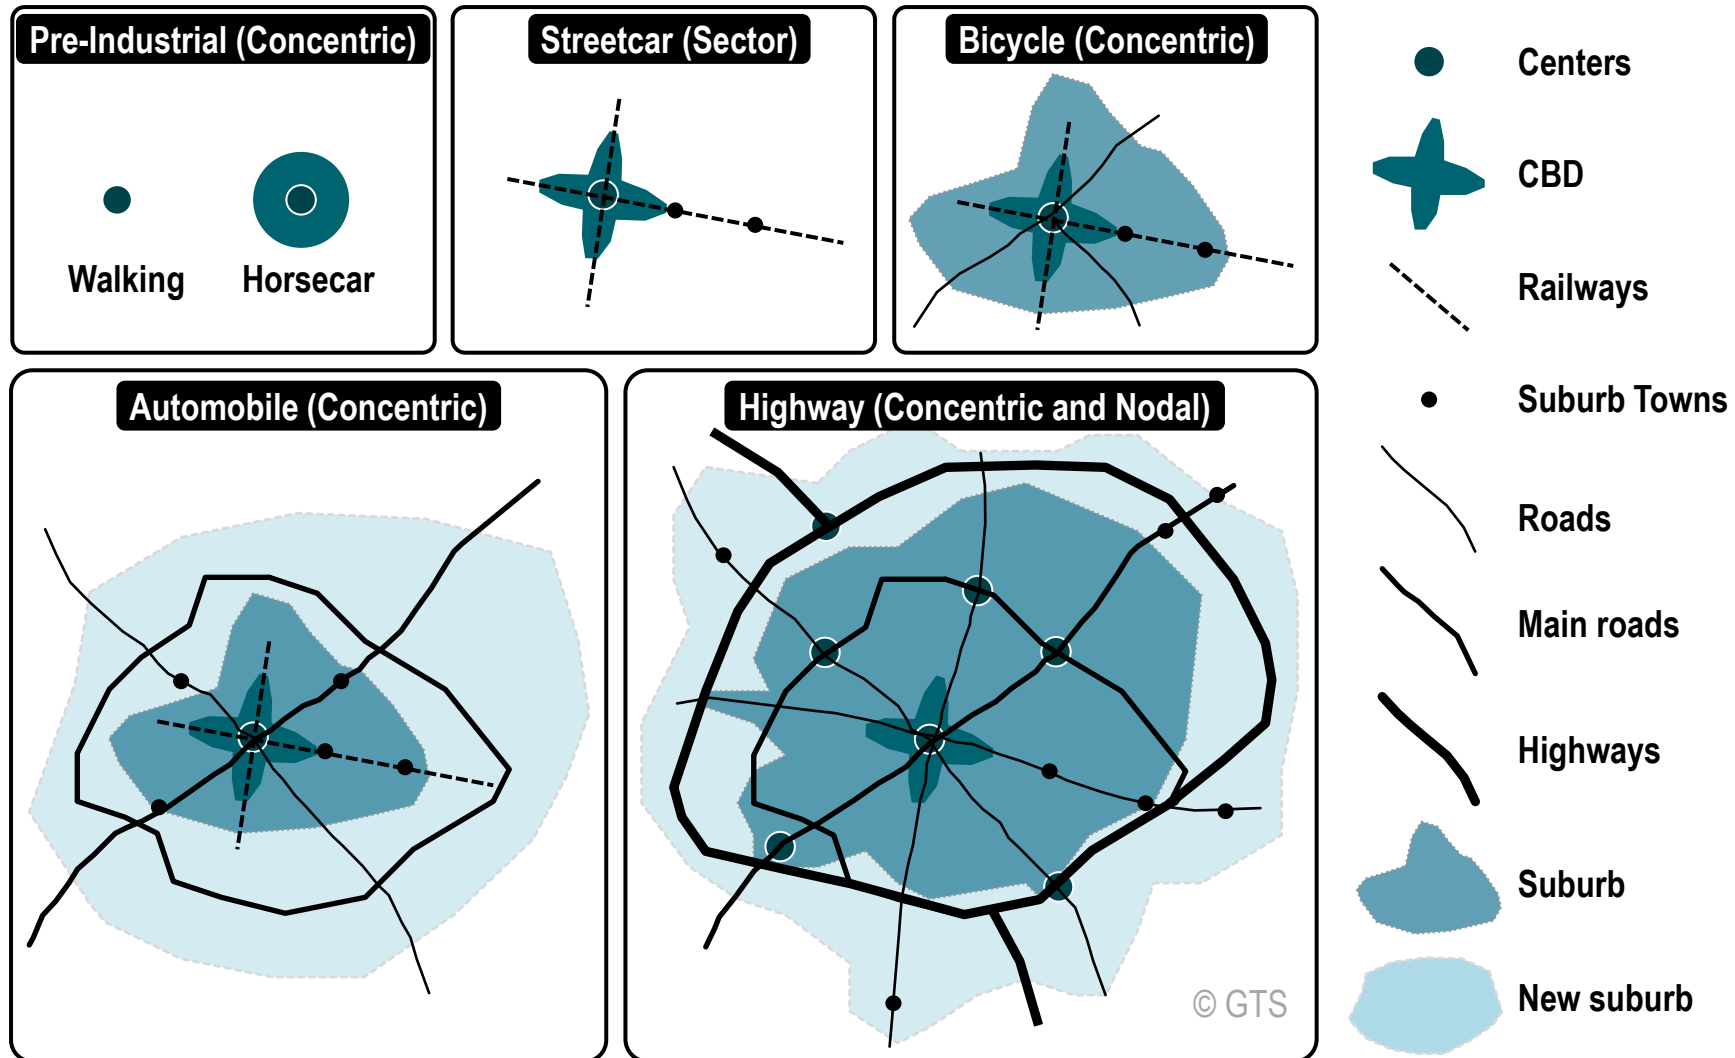 Pre-Industrial (Concentric)
Walking
Horsecar
Streetcar (Sector)
Bicycle (Concentric)
Automobile (Concentric)
Highway (Concentric and Nodal)
© GTS
Centers
CBD
Railways
Suburb Towns
Roads
Main roads
Highways
Suburb
New suburb